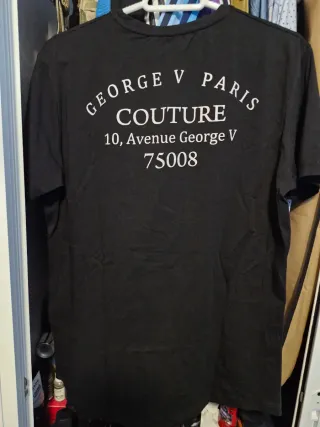 GEORGE V PARIS
COUTURE
10, Avenue George V
75008